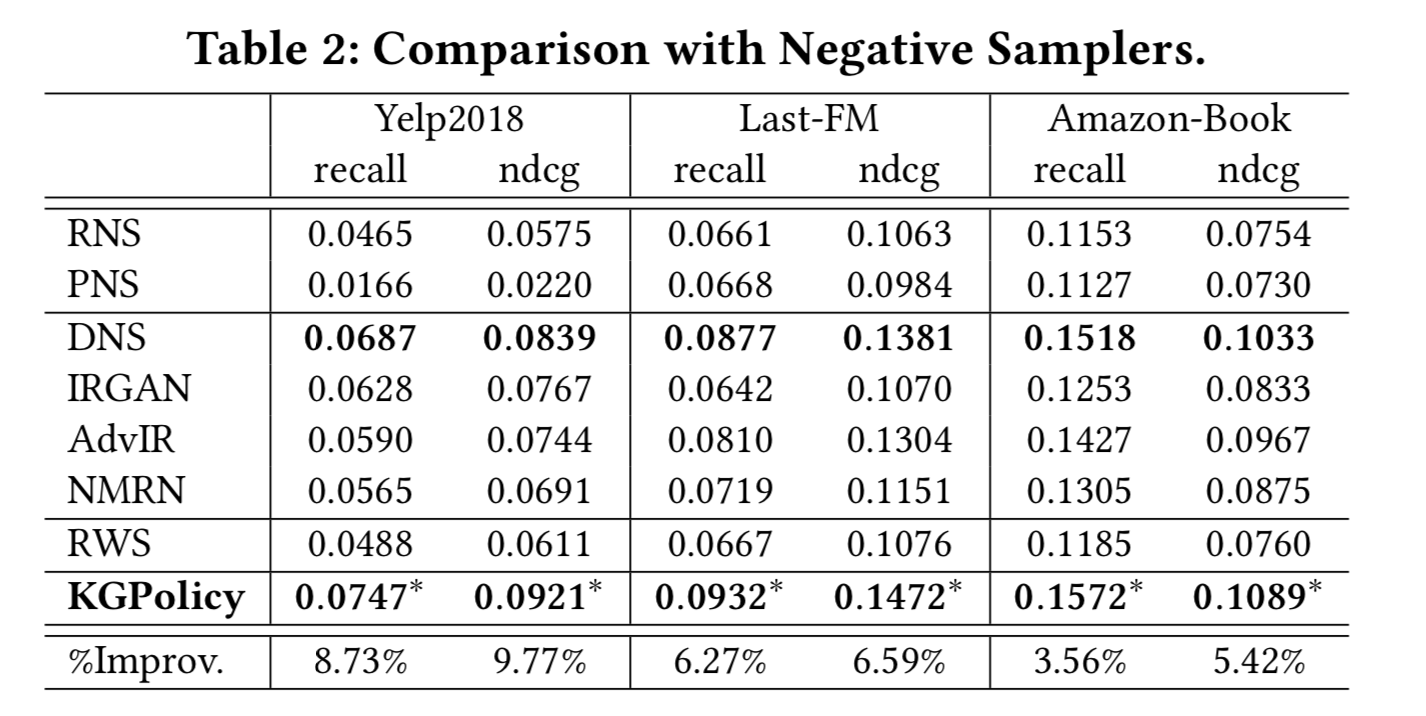 Table 2: Comparison with Negative Samplers.
Yelp2018 Last-FM Amazon-Book
recall ndcg recall ndcg recall ndcg
RNS 0.0465 0.0575 0.0661 0.1063 0.1153 0.0754
PNS 0.0166 0.0220 0.0668 0.0984 0.1127 0.0730
DNS 0.0687 0.0839 0.0877 0.1381 0.1518 0.1033
IRGAN 0.0628 0.0767 0.0642 0.1070 0.1253 0.0833
AdvIR 0.0590 0.0744 0.0810 0.1304 0.1427 0.0967
NMRN 0.0565 0.0691 0.0719 0.1151 0.1305 0.0875
RWS 0.0488 0.0611 0.0667 0.1076 0.1185 0.0760
KGPolicy 0.0747* 0.0921* 0.0932* 0.1472* 0.1572* 0.1089*
%Improv. 8.73% 9.77% 6.27% 6.59% 3.56% 5.42%